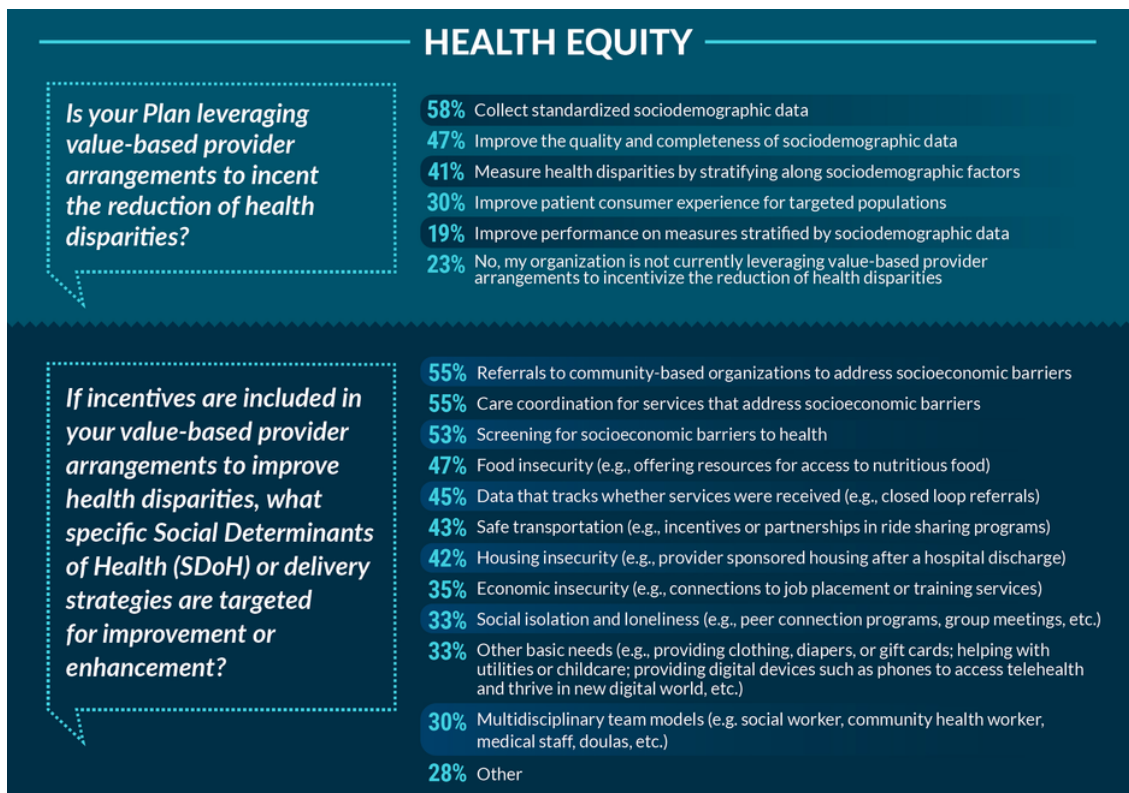 HEALTH EQUITY
Is your Plan leveraging
value-based provider
arrangements to incent
the reduction of health
disparities?
58% Collect standardized sociodemographic data
47% Improve the quality and completeness of sociodemographic data
41% Measure health disparities by stratifying along sociodemographic factors
30% Improve patient consumer experience for targeted populations
19% Improve performance on measures stratified by sociodemographic data
23% No, my organization is not currently leveraging value-based provider
arrangements to incentivize the reduction of health disparities
If incentives are included in
your value-based provider
arrangements to improve
health disparities, what
specific Social Determinants
of Health (SDoH) or delivery
strategies are targeted
for improvement or
enhancement?
55% Referrals to community-based organizations to address socioeconomic barriers
55% Care coordination for services that address socioeconomic barriers
53% Screening for socioeconomic barriers to health
47% Food insecurity (e.g., offering resources for access to nutritious food)
45% Data that tracks whether services were received (e.g., closed loop referrals)
43% Safe transportation (e.g., incentives or partnerships in ride sharing programs)
42% Housing insecurity (e.g., provider sponsored housing after a hospital discharge)
35% Economic insecurity (e.g., connections to job placement or training services)
33% Social isolation and loneliness (e.g., peer connection programs, group meetings, etc.)
33% Other basic needs (e.g., providing clothing, diapers, or gift cards; helping with
utilities or childcare; providing digital devices such as phones to access telehealth
and thrive in new digital world, etc.)
30% Multidisciplinary team models (e.g. social worker, community health worker,
medical staff, doulas, etc.)
28% Other